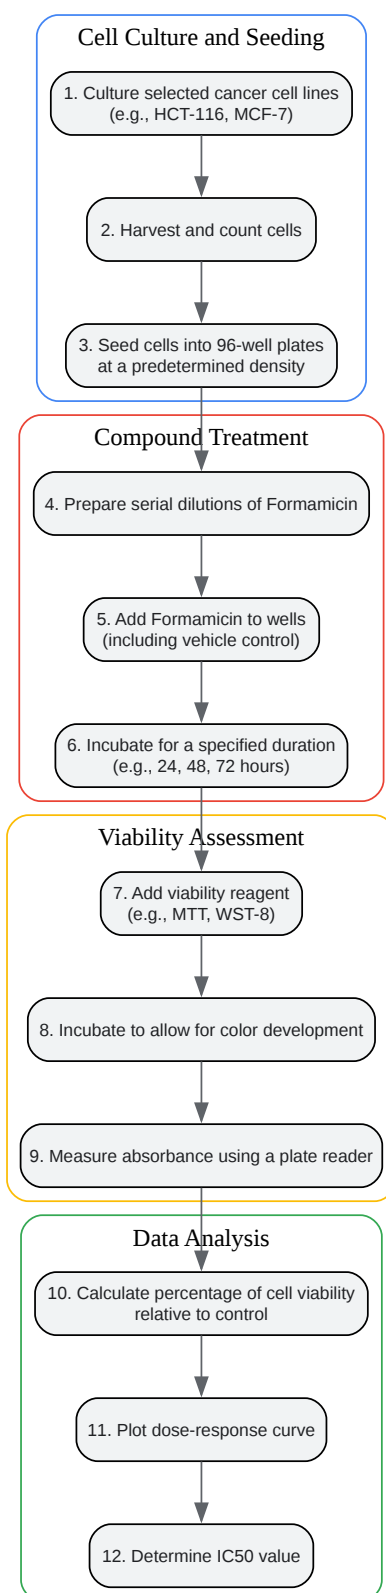 Cell Culture and Seeding
1. Culture selected cancer cell lines
(e.g., HCT-116, MCF-7)
2. Harvest and count cells
3. Seed cells into 96-well plates
at a predetermined density
Compound Treatment
4. Prepare serial dilutions of Formamicin
5. Add Formamicin to wells
(including vehicle control)
6. Incubate for a specified duration
(e.g., 24, 48, 72 hours)
Viability Assessment
7. Add viability reagent
(e.g., MTT, WST-8)
8. Incubate to allow for color development
9. Measure absorbance using a plate reader
Data Analysis
10. Calculate percentage of cell viability
relative to control
11. Plot dose-response curve
12. Determine IC50 value